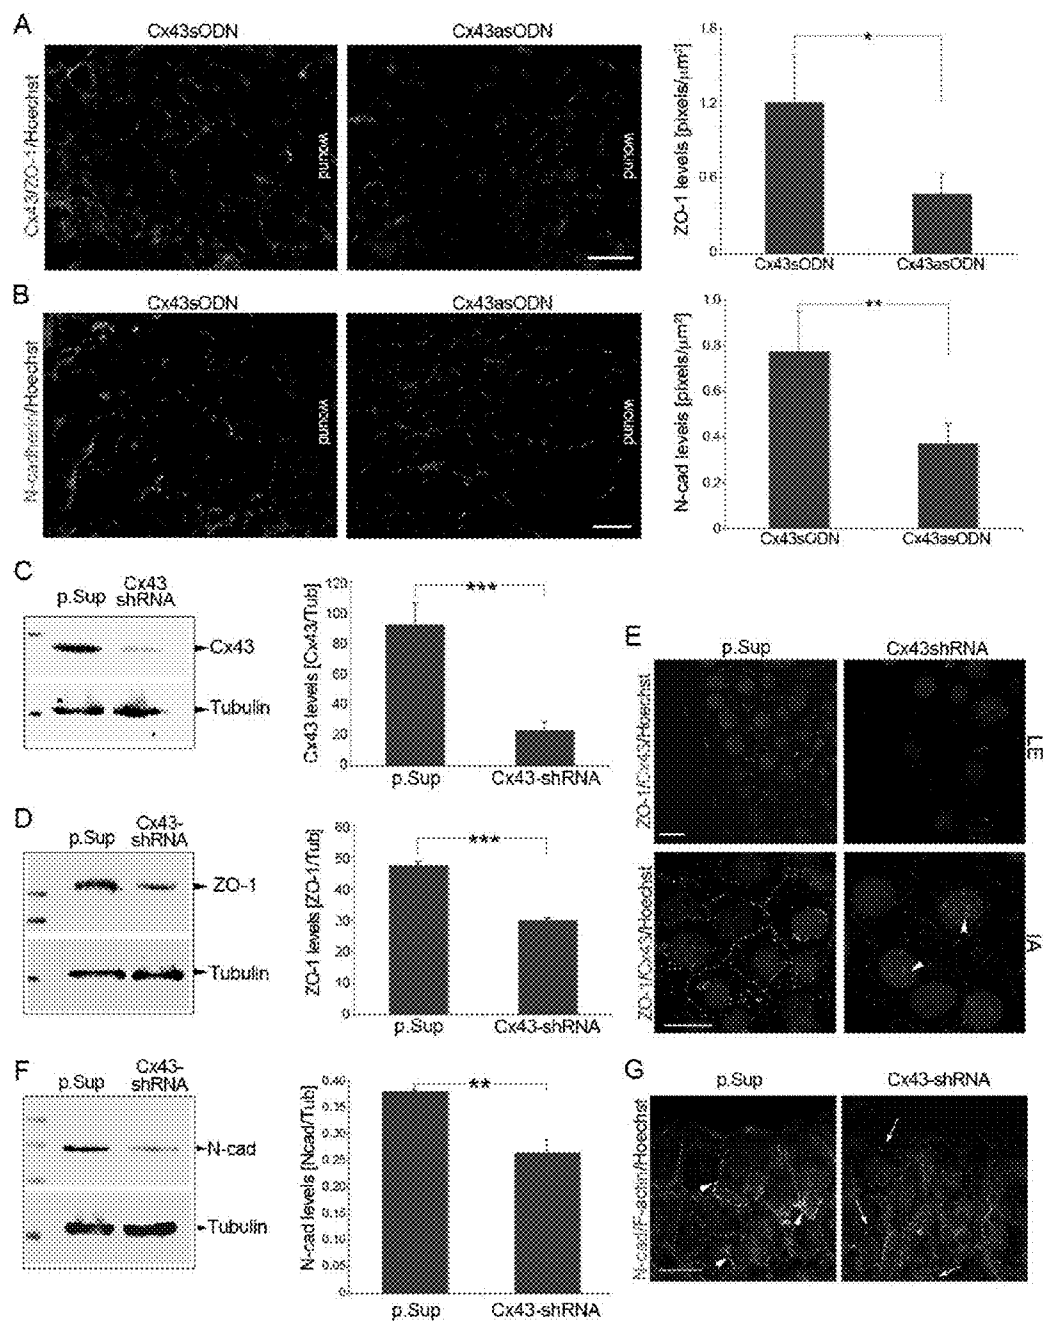 A
Cx43sODN
Cx43asODN
Cx43/ZO-1/Hoechst
wound
wound
ZO-1 levels [pixels/μm²]
1.8
1.2
0.6
0
*
Cx43sODN
Cx43asODN
B
Cx43sODN
Cx43asODN
N-cadherin/Hoechst
wound
wound
N-cad levels [pixels/μm²]
1.0
0.8
0.6
0.4
0.2
0
**
Cx43sODN
Cx43asODN
C
p.Sup
Cx43
shRNA
Cx43
Tubulin
Cx43 levels [Cx43/Tub]
120
100
80
60
40
20
0
***
p.Sup
Cx43-shRNA
D
p.Sup
Cx43-
shRNA
ZO-1
Tubulin
ZO-1 levels [ZO-1/Tub]
60
50
40
30
20
10
0
***
p.Sup
Cx43-shRNA
E
p.Sup
Cx43shRNA
ZO-1/Cx43/Hoechst
LE
ZO-1/Cx43/Hoechst
IA
F
p.Sup
Cx43-
shRNA
N-cad
Tubulin
N-cad levels [Ncad/Tub]
0.40
0.35
0.30
0.25
0.20
0.15
0.10
0.05
0
**
p.Sup
Cx43-shRNA
G
p.Sup
Cx43-shRNA
N-cad/F-actin/Hoechst